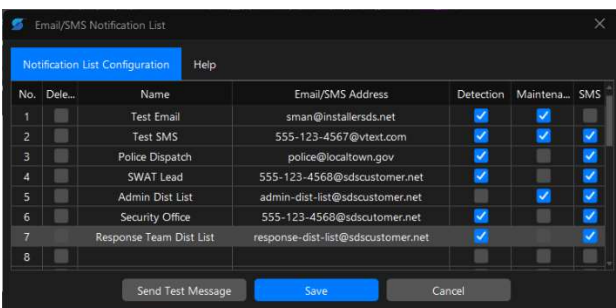 Email/SMS Notification List
Notification List Configuration Help
No. Dele... Name Email/SMS Address Detection Maintena... SMS
1 Test Email sman@installersds.net
2 Test SMS 555-123-4567@vtext.com
3 Police Dispatch police@localtown.gov
4 SWAT Lead 555-123-4568@sdscustomer.net
5 Admin Dist List admin-dist-list@sdscustomer.net
6 Security Office 555-123-4568@sdscutomer.net
7 Response Team Dist List response-dist-list@sdscustomer.net
8
Send Test Message Save Cancel